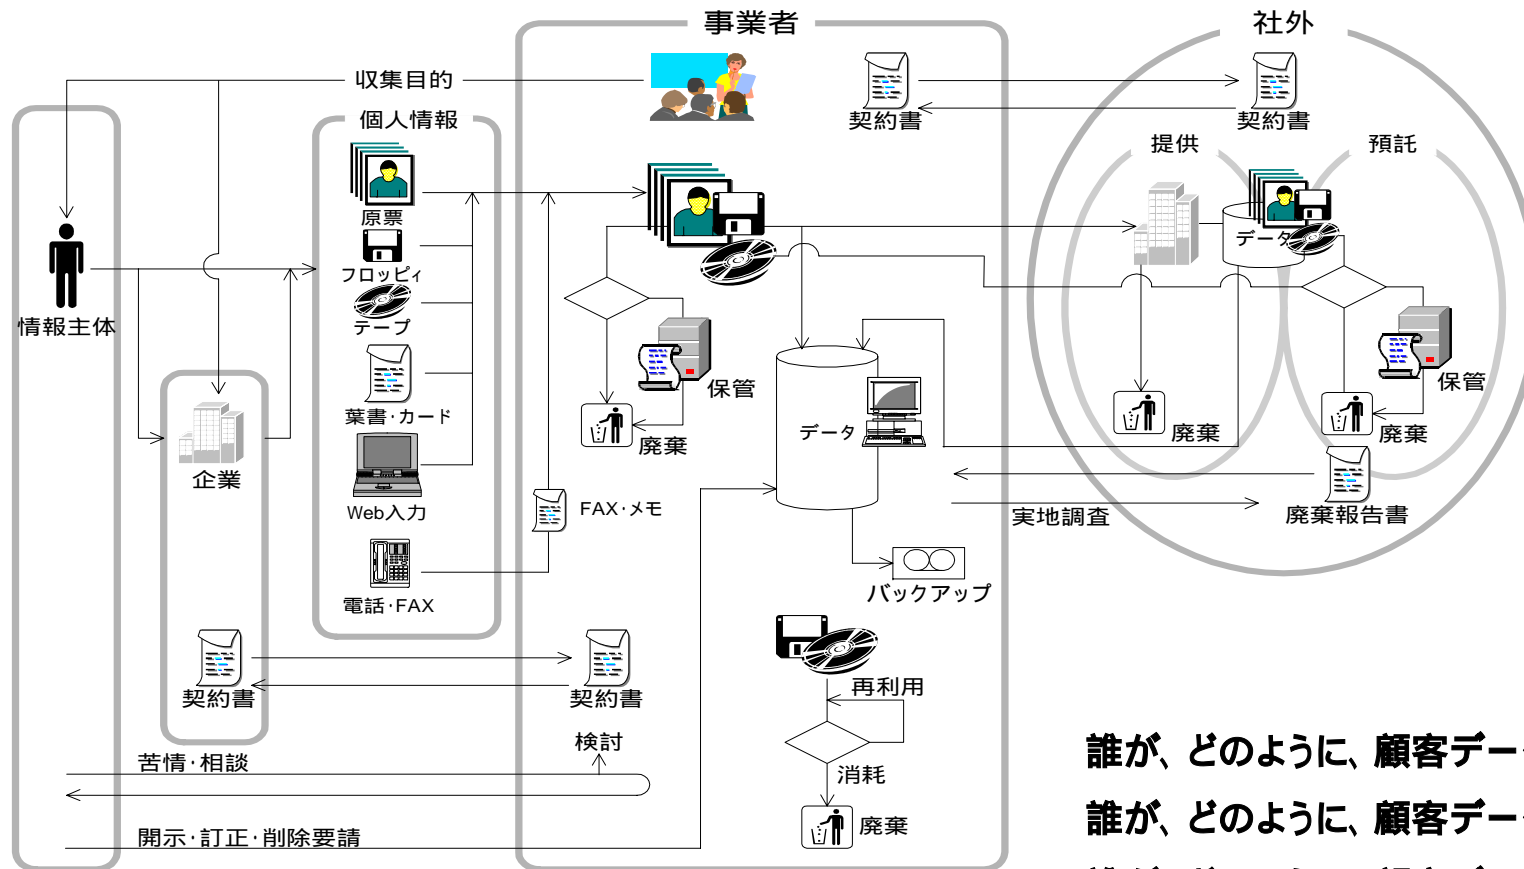 事業者
社外
収集目的
契約書
契約書
個人情報
提供
預託
原票
データ
フロッピィ
テープ
情報主体
保管
保管
葉書・カード
データ
廃棄
廃棄
廃棄
企業
Web入力
FAX・メモ
実地調査
廃棄報告書
電話・FAX
バックアップ
契約書
契約書
再利用
検討
苦情・相談
消耗
開示・訂正・削除要請
廃棄
誰が、どのように、顧客デー
誰が、どのように、顧客デー